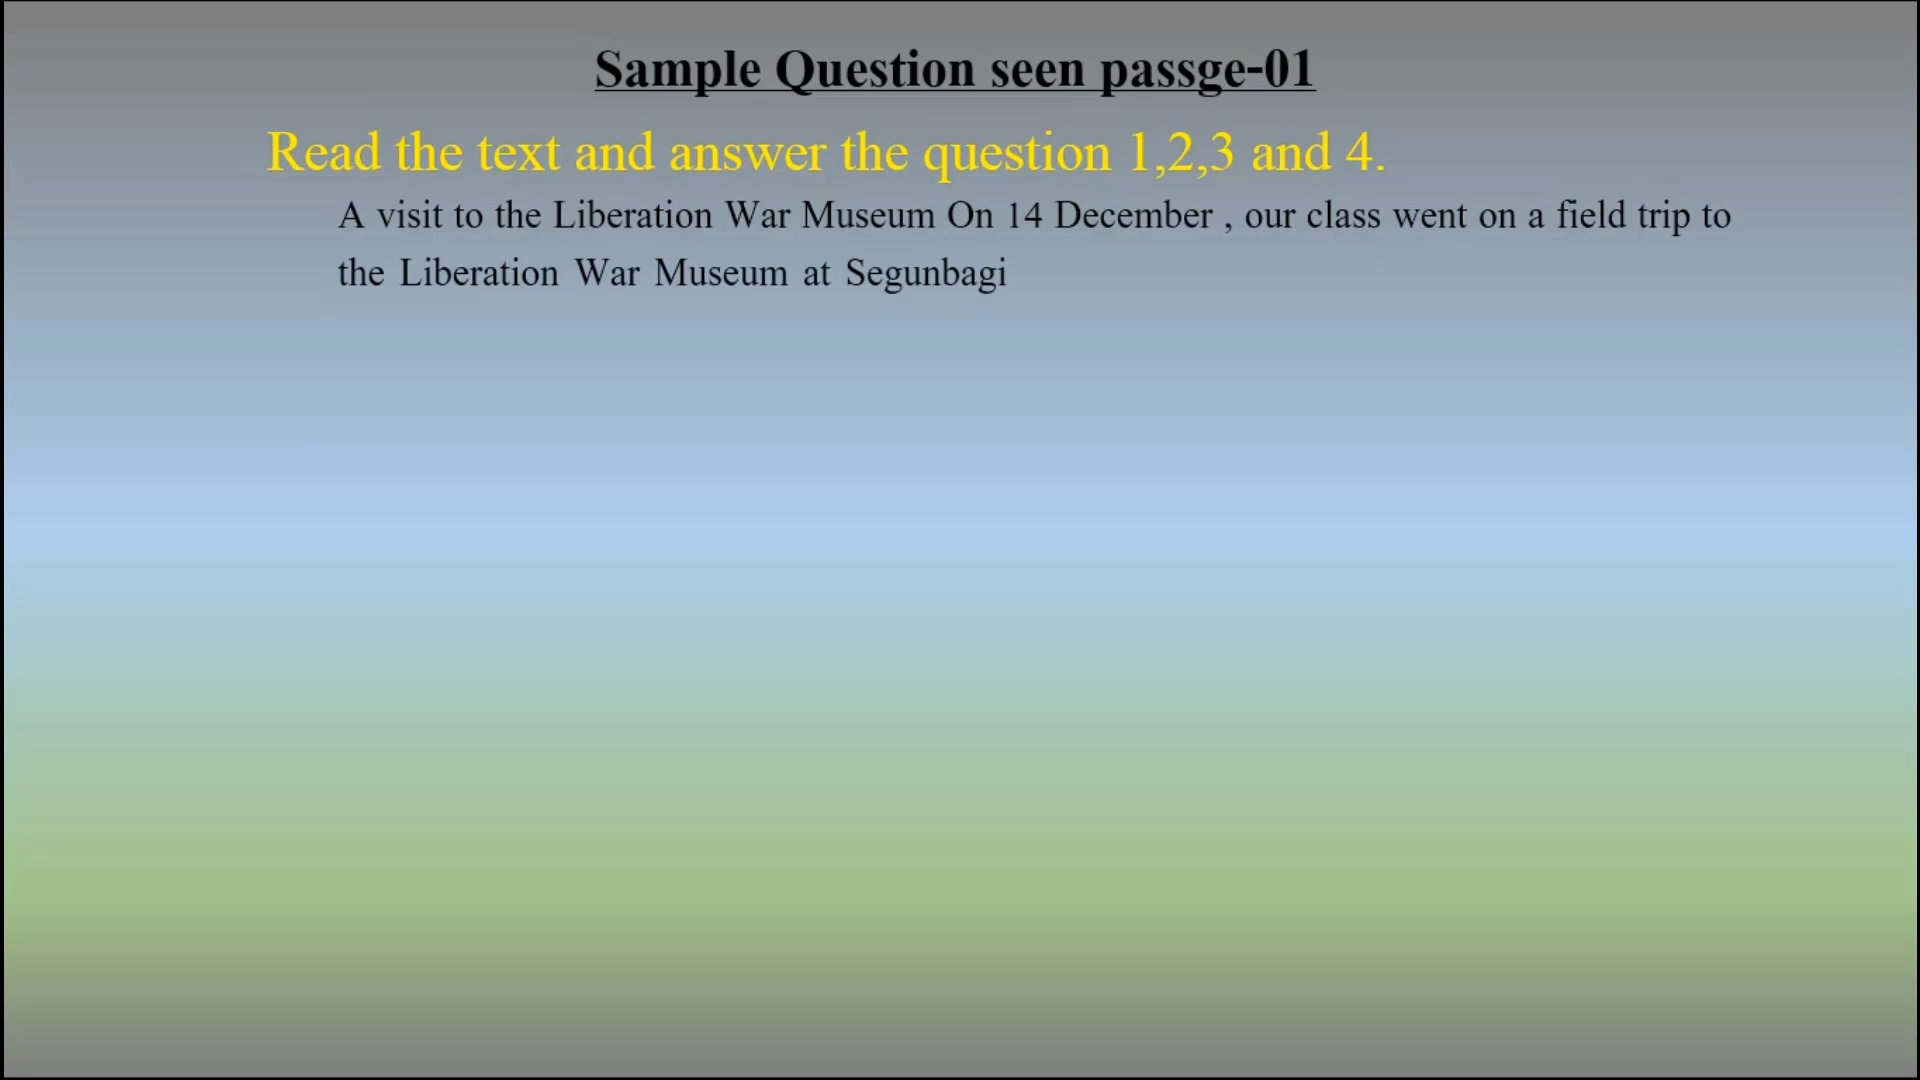 Sample Question seen passge-01
Read the text and answer the question 1,2,3 and 4.
A visit to the Liberation War Museum On 14 December , our class went on a field trip to
the Liberation War Museum at Segunbagi